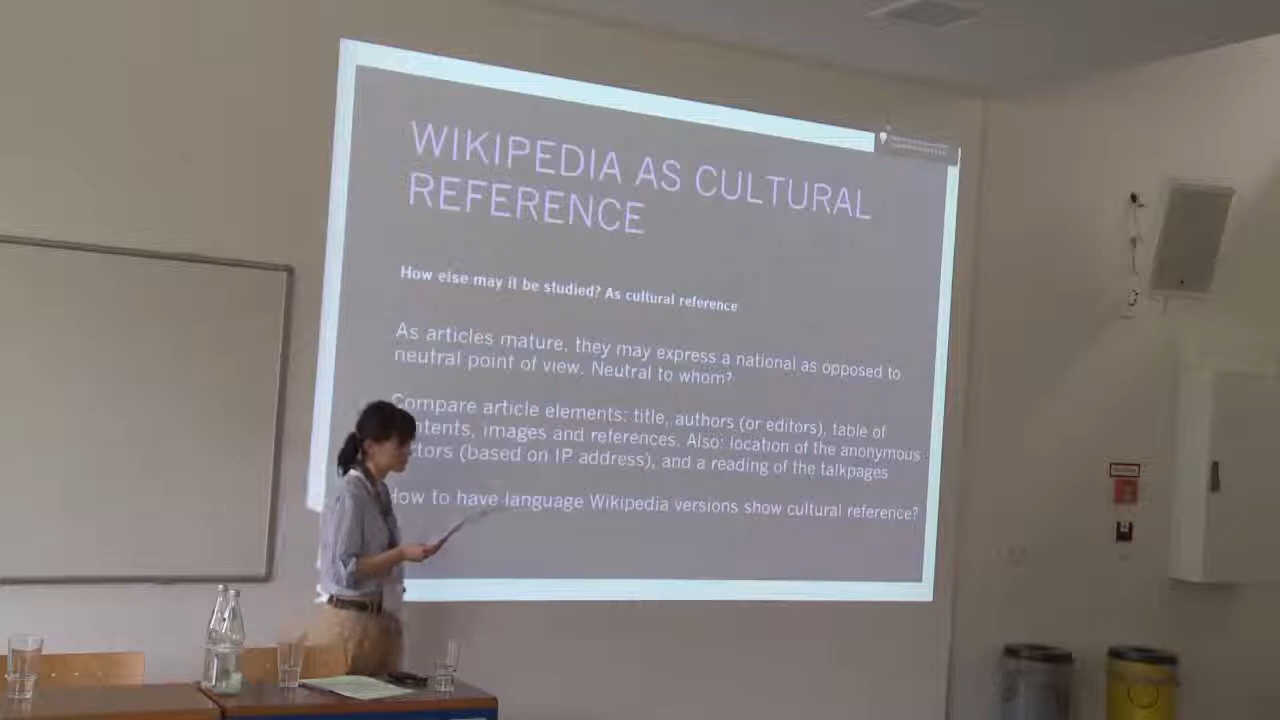 WIKIPEDIA AS CULTURAL
REFERENCE
How else may it be studied? As cultural reference
As articles mature, they may express a national as opposed to
neutral point of view. Neutral to whom?
Compare article elements: title, authors (or editors), table of
ntents, images and references. Also: location of the anonymous
tors (based on IP address), and a reading of the talkpages
How to have language Wikipedia versions show cultural reference?